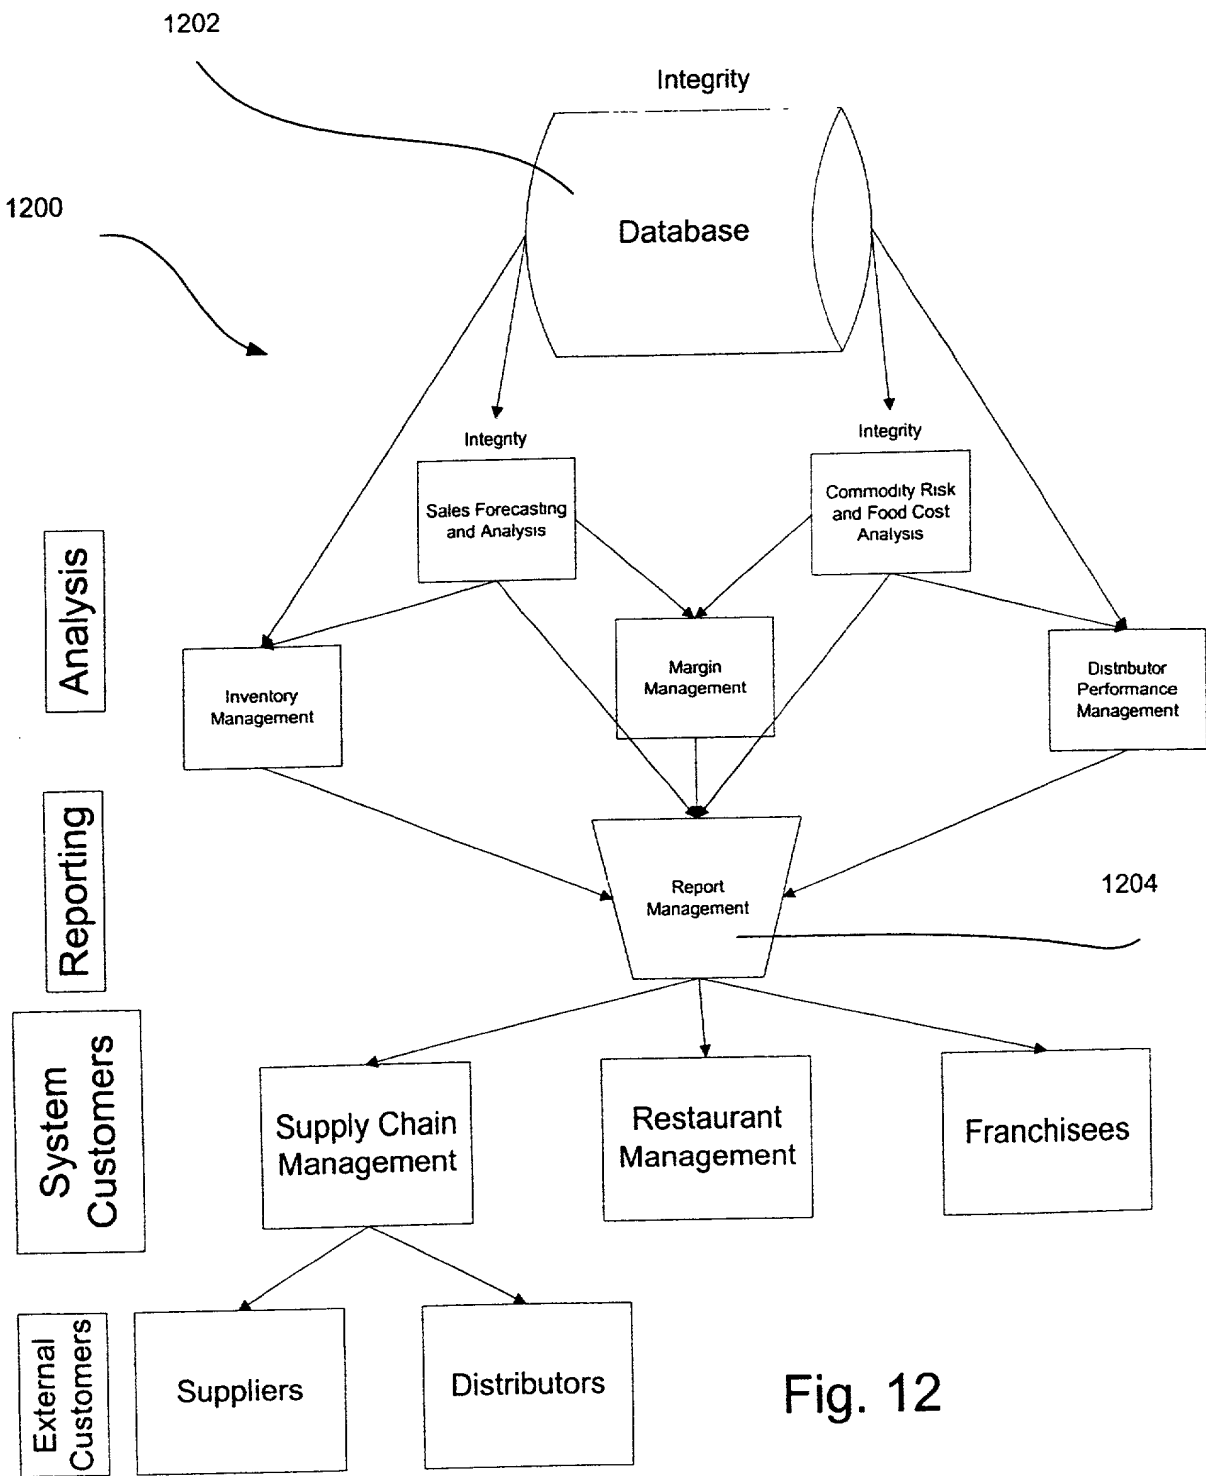 1202
Integrity
1200
Database
Integrity
Integrity
Sales Forecasting
and Analysis
Commodity Risk
and Food Cost
Analysis
Analysis
Inventory
Management
Margin
Management
Distributor
Performance
Management
Reporting
Report
Management
1204
System
Customers
Supply Chain
Management
Restaurant
Management
Franchisees
External
Customers
Suppliers
Distributors
Fig. 12